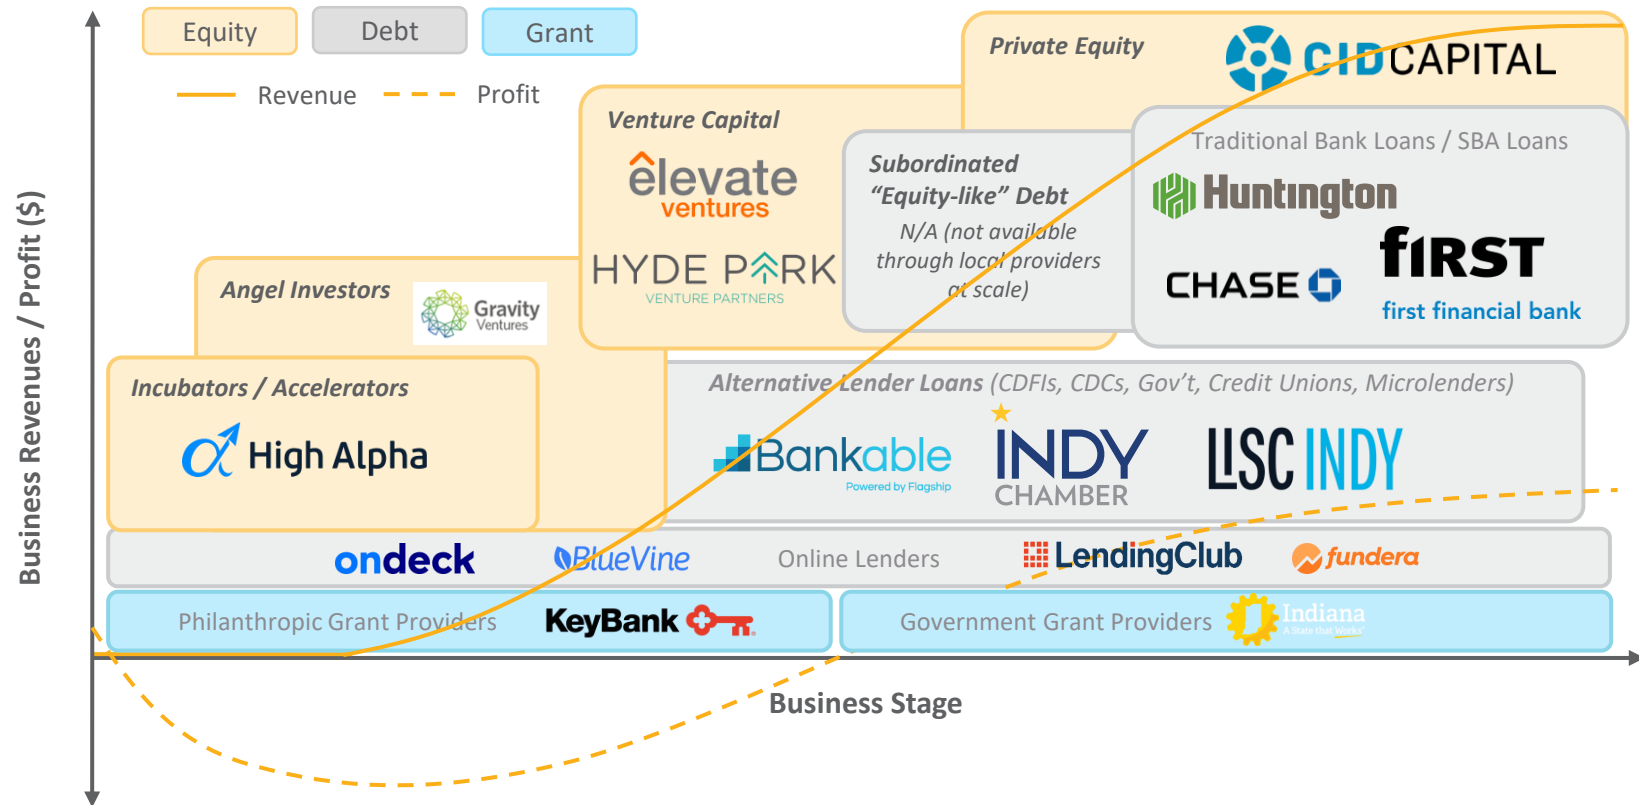 Equity
Debt
Grant
Revenue
Profit
Private Equity
CIDCAPITAL
Venture Capital
elevate
ventures
HYDE PARK
VENTURE PARTNERS
Subordinated
“Equity-like” Debt
N/A (not available
through local providers
at scale)
Traditional Bank Loans / SBA Loans
Huntington
CHASE
fIRST
first financial bank
Angel Investors
Gravity
Ventures
Incubators / Accelerators
High Alpha
Alternative Lender Loans (CDFIs, CDCs, Gov’t, Credit Unions, Microlenders)
Bankable
Powered by Flagship
INDY
CHAMBER
LISC INDY
ondeck
BlueVine
Online Lenders
LendingClub
fundera
Philanthropic Grant Providers
KeyBank
Government Grant Providers
Indiana
A State that Works
Business Stage
Business Revenues / Profit ($)